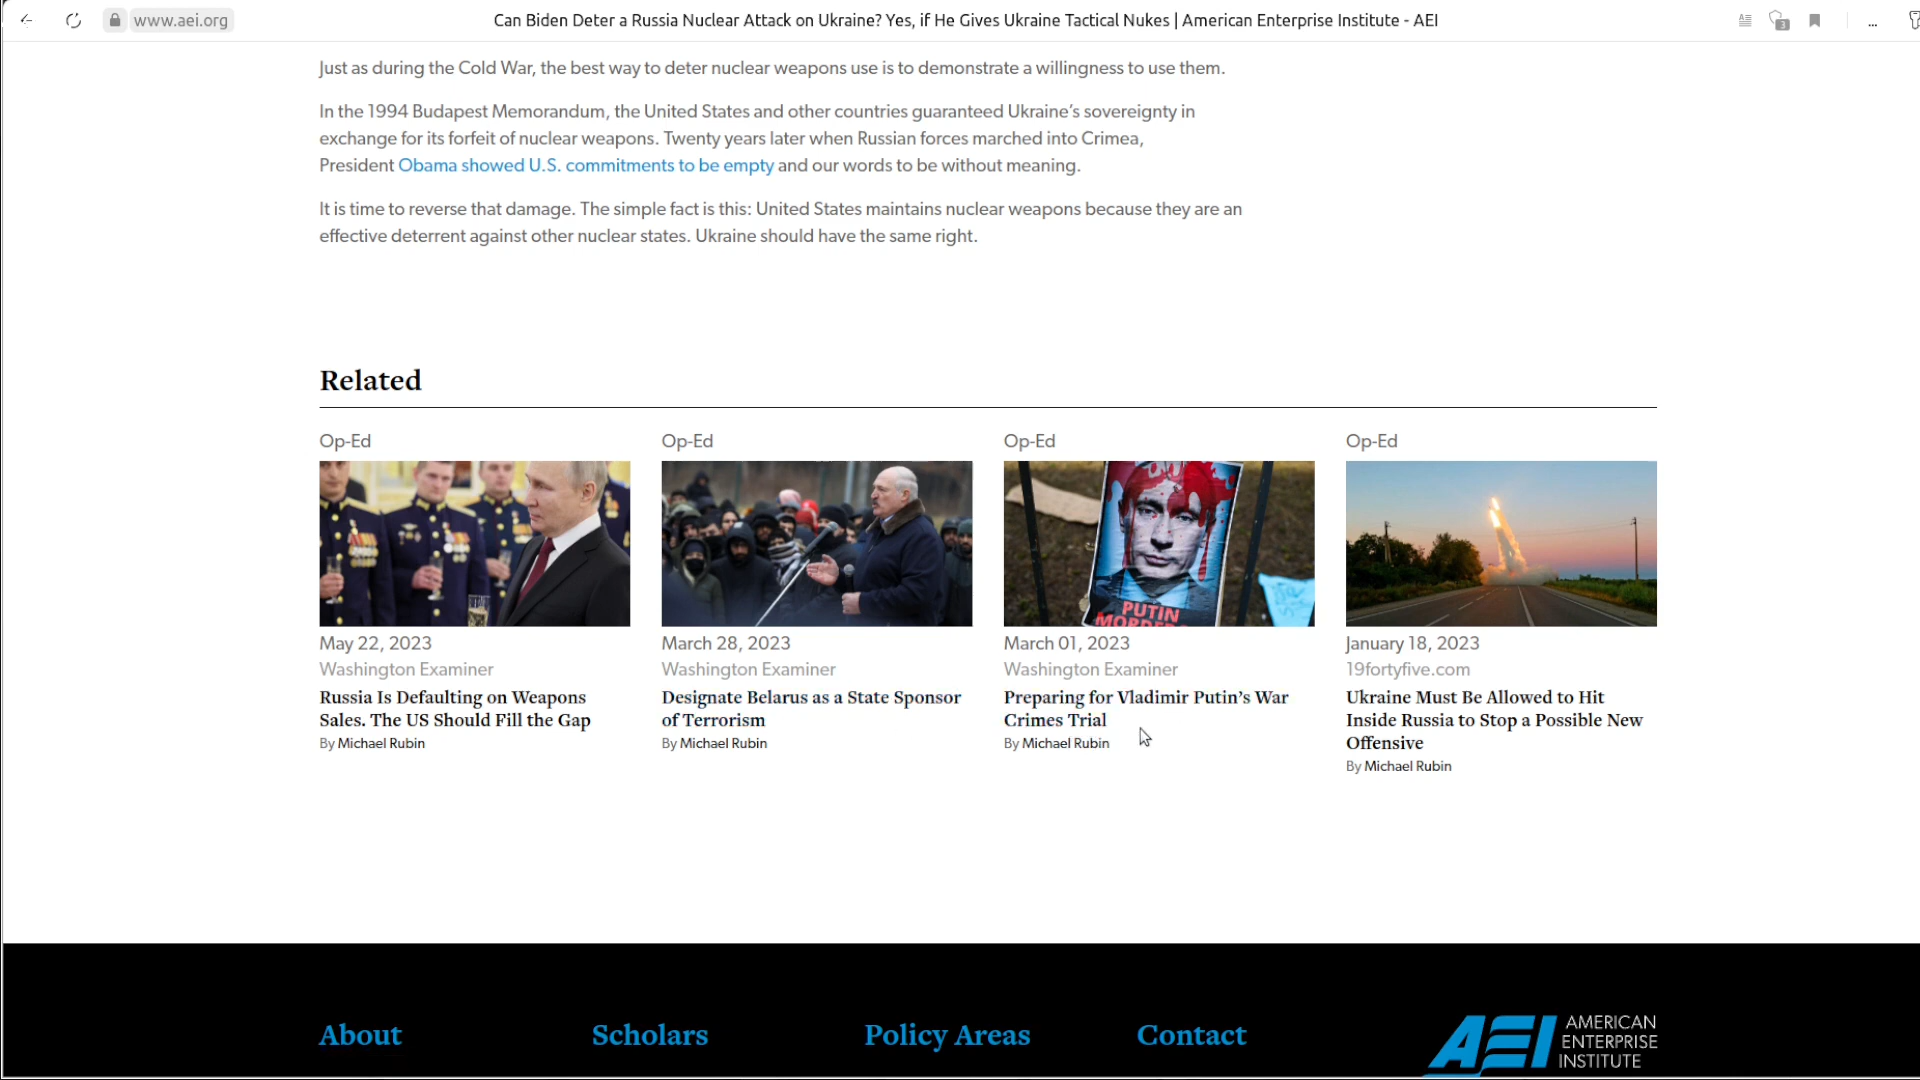 www.aei.org
Can Biden Deter a Russia Nuclear Attack on Ukraine? Yes, if He Gives Ukraine Tactical Nukes | American Enterprise Institute - AEI
3
...
Just as during the Cold War, the best way to deter nuclear weapons use is to demonstrate a willingness to use them.
In the 1994 Budapest Memorandum, the United States and other countries guaranteed Ukraine’s sovereignty in
exchange for its forfeit of nuclear weapons. Twenty years later when Russian forces marched into Crimea,
President Obama showed U.S. commitments to be empty and our words to be without meaning.
It is time to reverse that damage. The simple fact is this: United States maintains nuclear weapons because they are an
effective deterrent against other nuclear states. Ukraine should have the same right.
Related
Op-Ed
May 22, 2023
Washington Examiner
Russia Is Defaulting on Weapons
Sales. The US Should Fill the Gap
By Michael Rubin
Op-Ed
March 28, 2023
Washington Examiner
Designate Belarus as a State Sponsor
of Terrorism
By Michael Rubin
Op-Ed
PUTIN
March 01, 2023
Washington Examiner
Preparing for Vladimir Putin’s War
Crimes Trial
By Michael Rubin
Op-Ed
January 18, 2023
19fortyfive.com
Ukraine Must Be Allowed to Hit
Inside Russia to Stop a Possible New
Offensive
By Michael Rubin
About
Scholars
Policy Areas
Contact
AEI
AMERICAN
ENTERPRISE
INSTITUTE